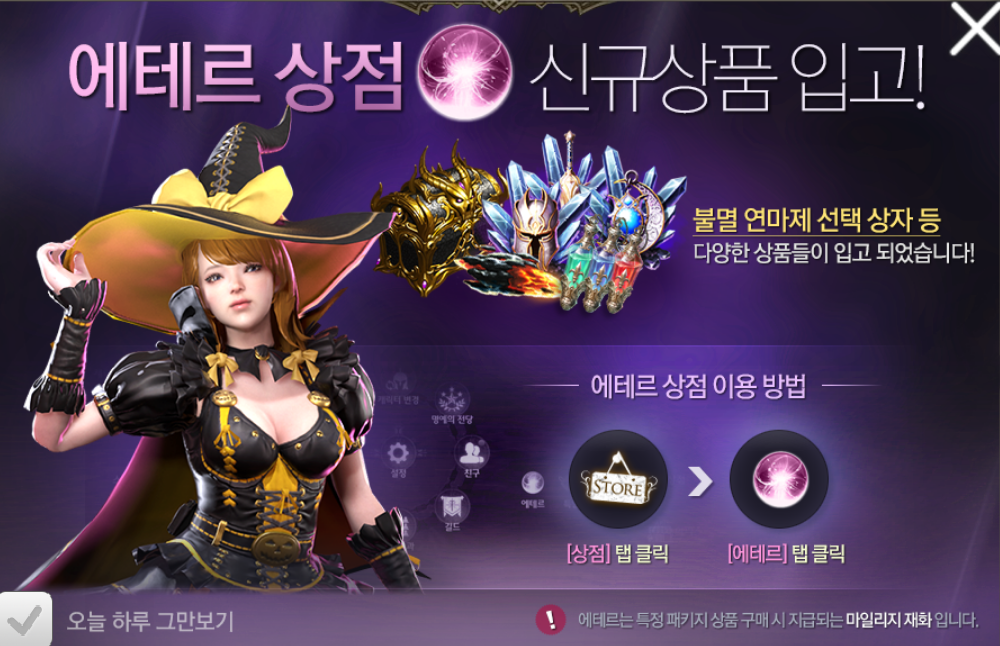 에테르 상점 신규상품 입고!
불멸 연마제 선택 상자 등
다양한 상품들이 입고 되었습니다!
에테르 상점 이용 방법
캐릭터 변경
명예의 전당
설정
친구
에테르
길드
STORE
[상점] 탭 클릭
[에테르] 탭 클릭
오늘 하루 그만보기
! 에테르는 특정 패키지 상품 구매 시 지급되는 마일리지 재화 입니다.